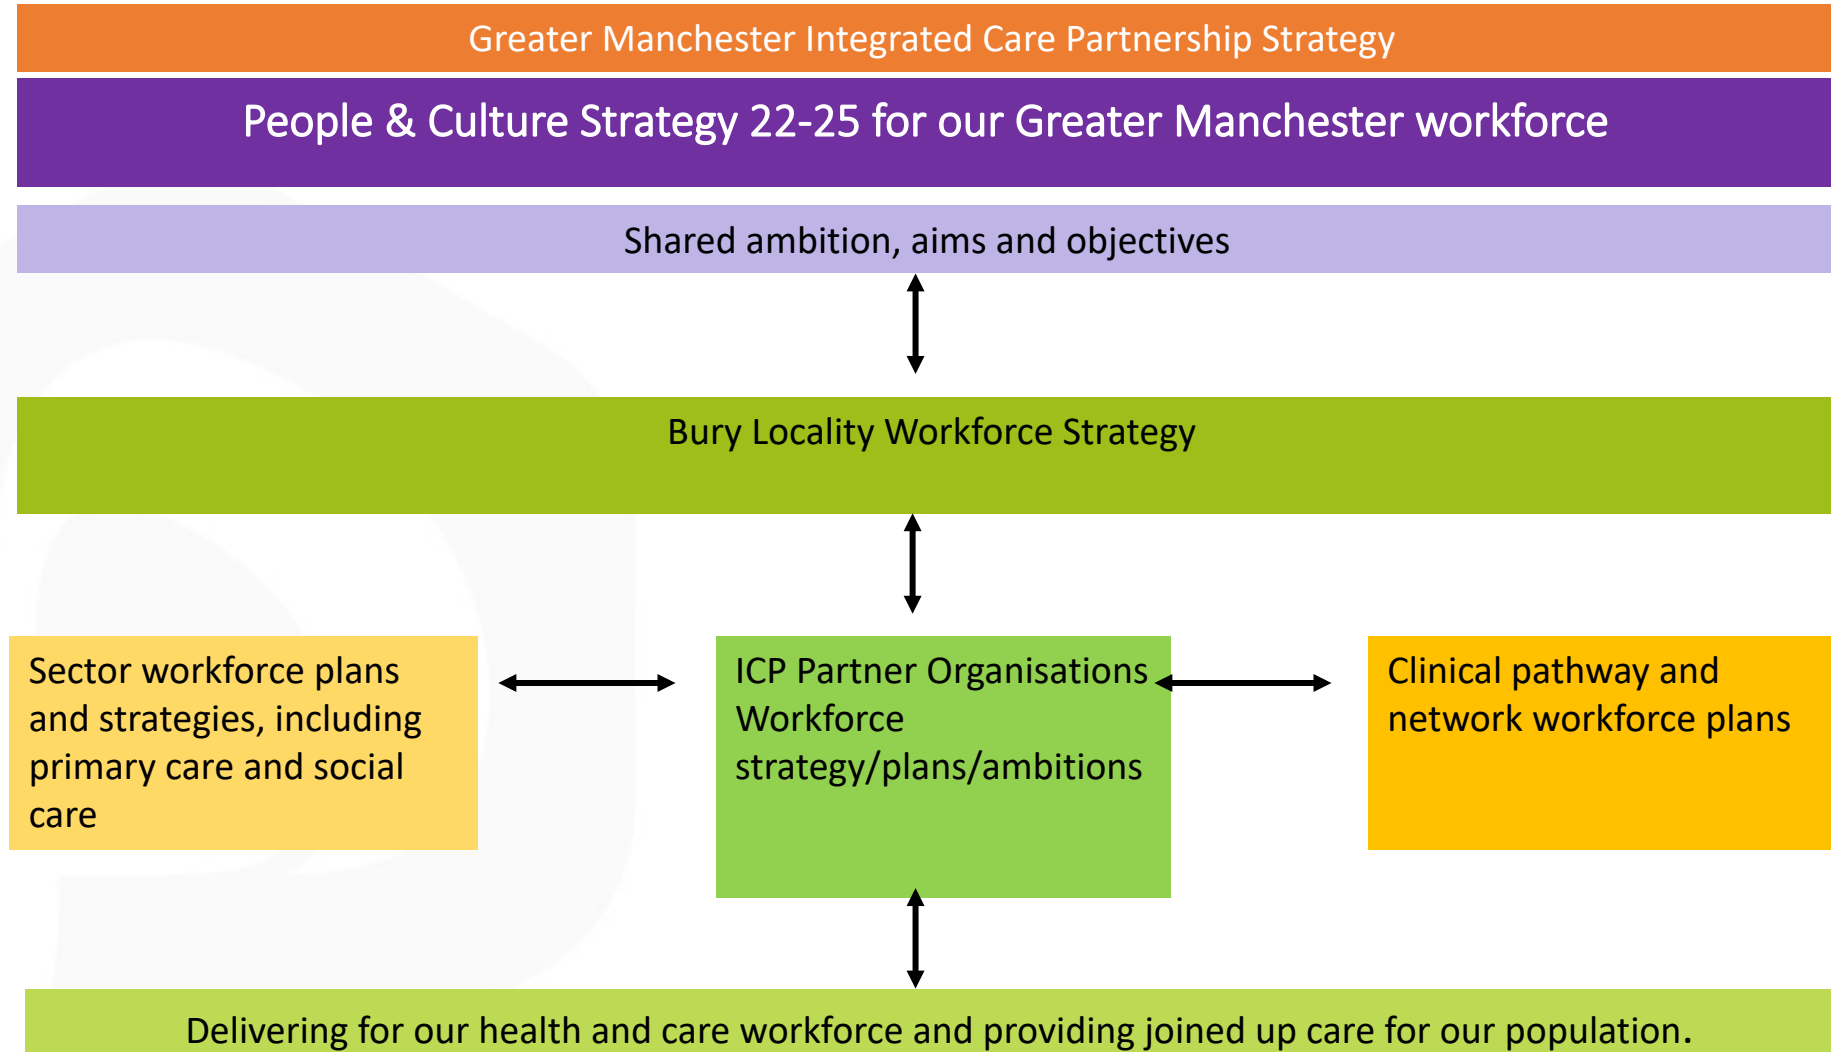 Greater Manchester Integrated Care Partnership Strategy
People & Culture Strategy 22-25 for our Greater Manchester workforce
Shared ambition, aims and objectives
Bury Locality Workforce Strategy
Sector workforce plans
and strategies, including
primary care and social
care
ICP Partner Organisations
Workforce
strategy/plans/ambitions
Clinical pathway and
network workforce plans
Delivering for our health and care workforce and providing joined up care for our population.